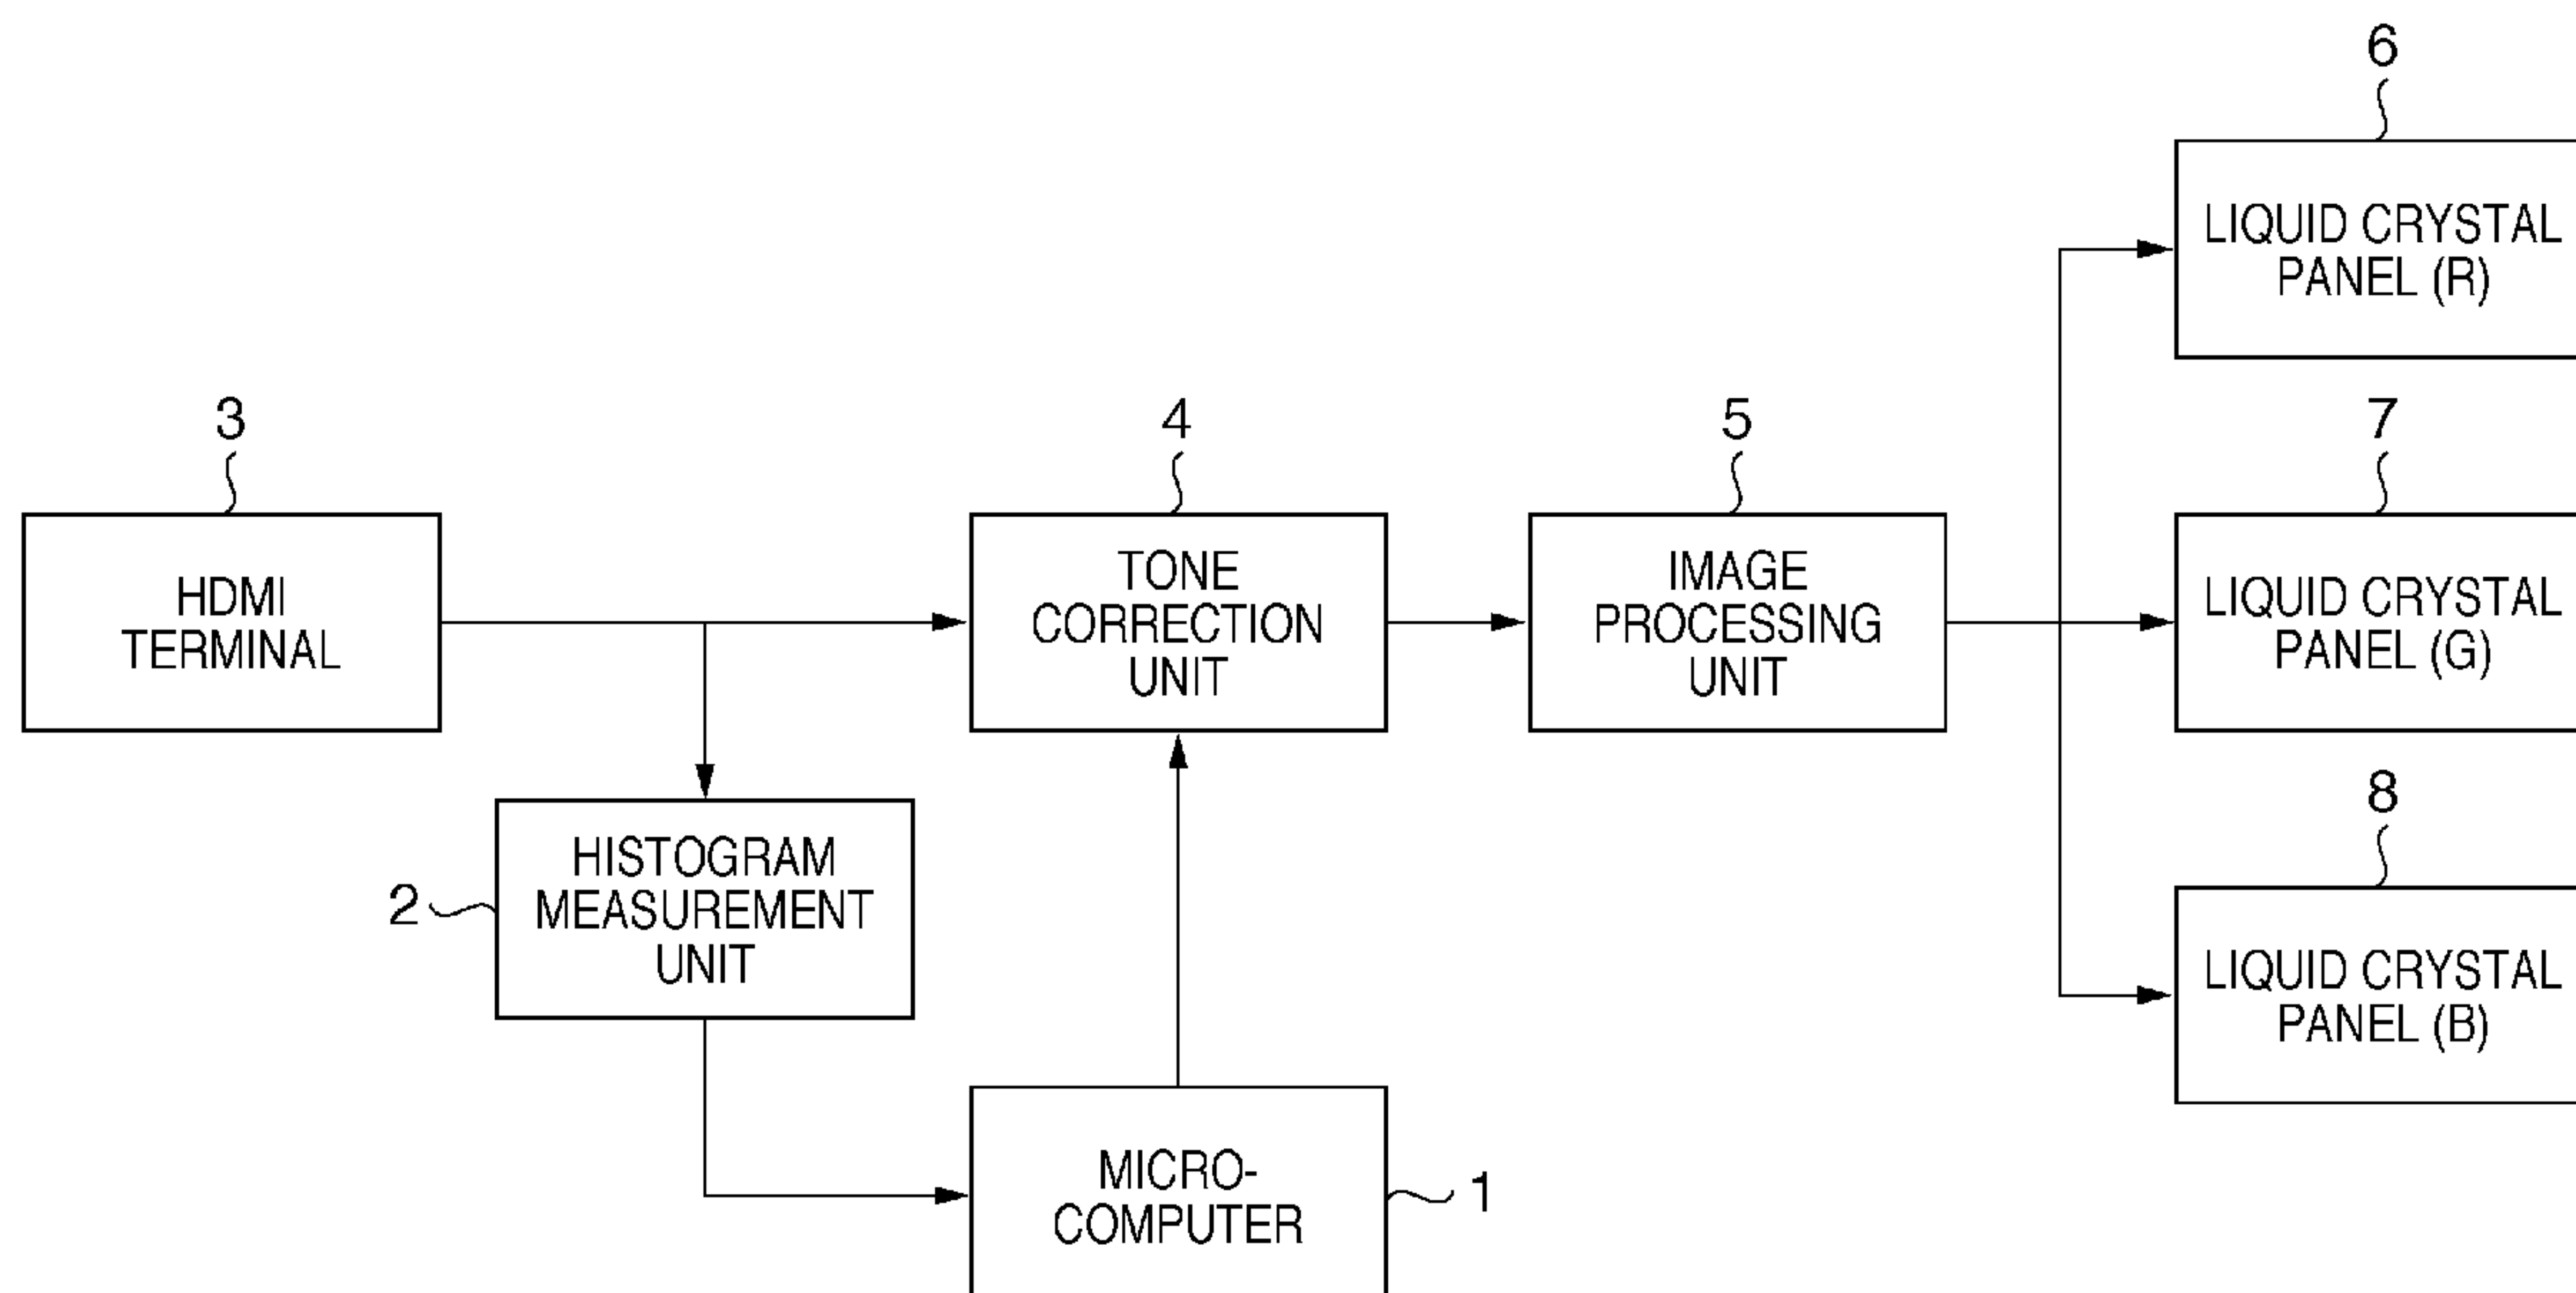 6
LIQUID CRYSTAL
PANEL (R)
3
HDMI
TERMINAL
4
TONE
CORRECTION
UNIT
5
IMAGE
PROCESSING
UNIT
7
LIQUID CRYSTAL
PANEL (G)
2
HISTOGRAM
MEASUREMENT
UNIT
8
LIQUID CRYSTAL
PANEL (B)
MICRO-
COMPUTER
1